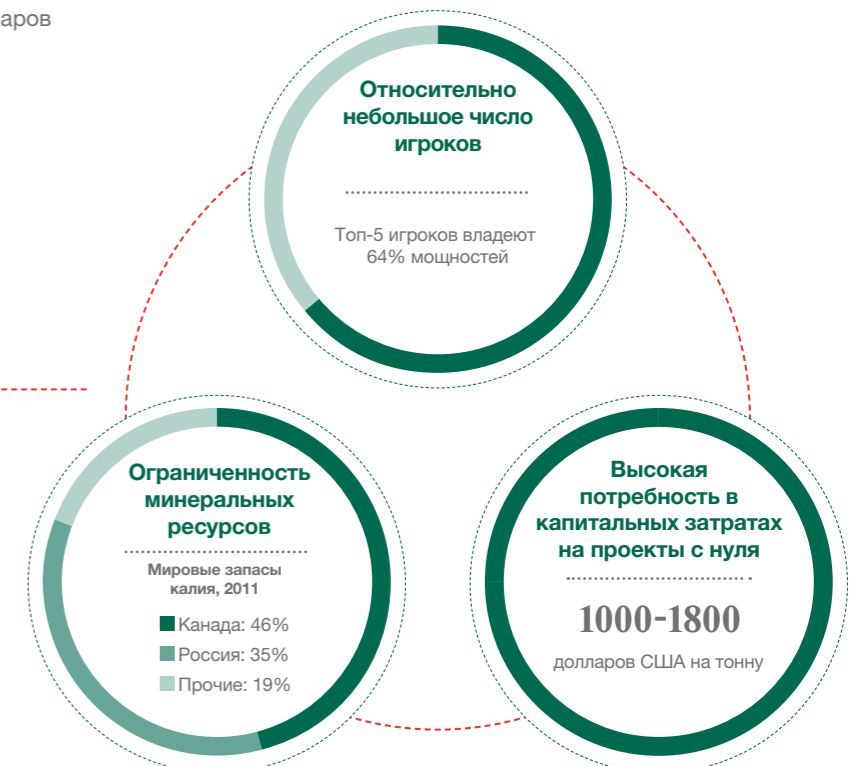 Относительно
небольшое число
игроков
Топ-5 игроков владеют
64% мощностей
Ограниченность
минеральных
ресурсов
Мировые запасы
калия, 2011
Канада: 46%
Россия: 35%
Прочие: 19%
Высокая
потребность в
капитальных затратах
на проекты с нуля
1000-1800
долларов США на тонну